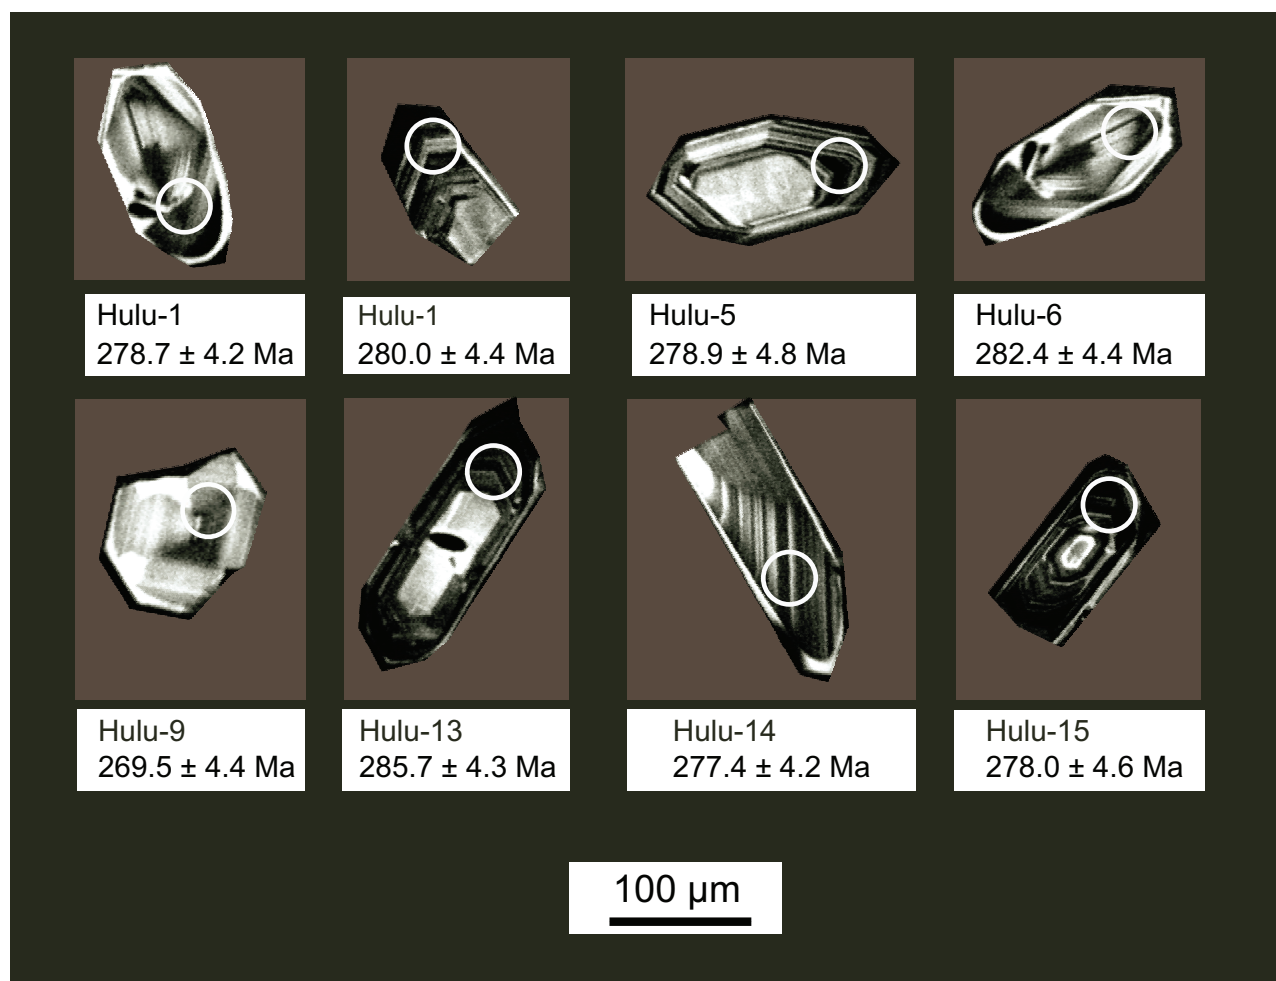 Hulu-1
278.7 ± 4.2 Ma
Hulu-1
280.0 ± 4.4 Ma
Hulu-5
278.9 ± 4.8 Ma
Hulu-6
282.4 ± 4.4 Ma
Hulu-9
269.5 ± 4.4 Ma
Hulu-13
285.7 ± 4.3 Ma
Hulu-14
277.4 ± 4.2 Ma
Hulu-15
278.0 ± 4.6 Ma
100 µm